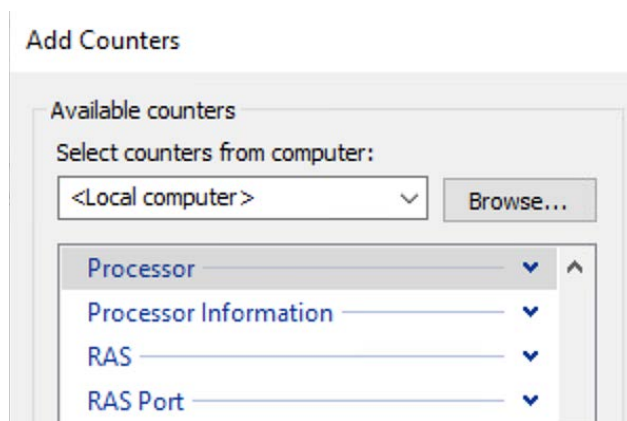 Add Counters
Available counters
Select counters from computer:
<Local computer>
Browse...
Processor
Processor Information
RAS
RAS Port